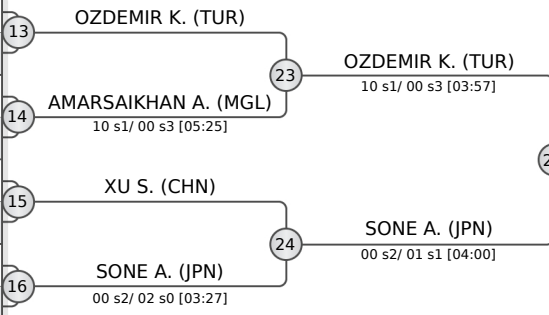 OZDEMIR K. (TUR)
13
23
OZDEMIR K. (TUR)
10 s1/ 00 s3 [03:57]
AMARSAIKHAN A. (MGL)
14
10 s1/ 00 s3 [05:25]
XU S. (CHN)
15
24
SONE A. (JPN)
00 s2/ 01 s1 [04:00]
SONE A. (JPN)
16
00 s2/ 02 s0 [03:27]